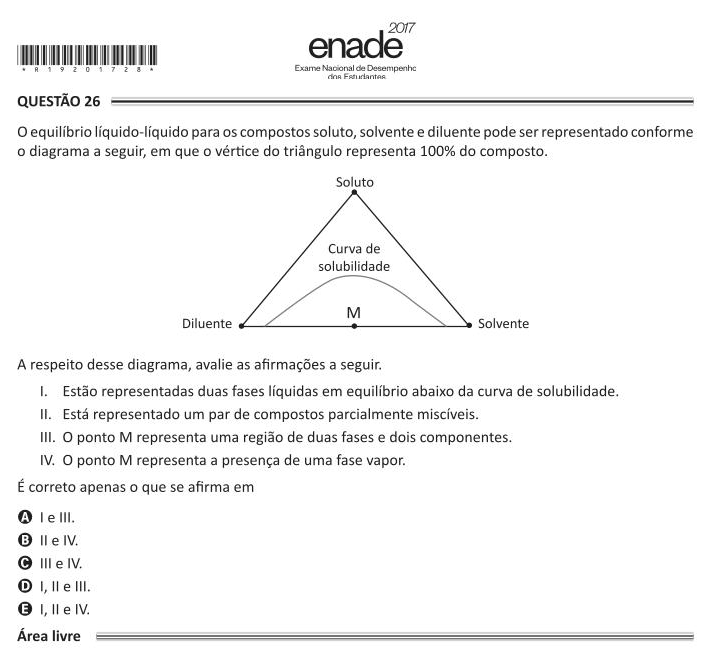 2017
enade
Exame Nacional de Desempenho
dos Estudantes
* R 1 9 2 0 1 7 2 8 *
QUESTÃO 26
O equilíbrio líquido-líquido para os compostos soluto, solvente e diluente pode ser representado conforme
o diagrama a seguir, em que o vértice do triângulo representa 100% do composto.
Soluto
Curva de
solubilidade
M
Diluente
Solvente
A respeito desse diagrama, avalie as afirmações a seguir.
I. Estão representadas duas fases líquidas em equilíbrio abaixo da curva de solubilidade.
II. Está representado um par de compostos parcialmente miscíveis.
III. O ponto M representa uma região de duas fases e dois componentes.
IV. O ponto M representa a presença de uma fase vapor.
É correto apenas o que se afirma em
A I e III.
B II e IV.
C III e IV.
D I, II e III.
E I, II e IV.
Área livre